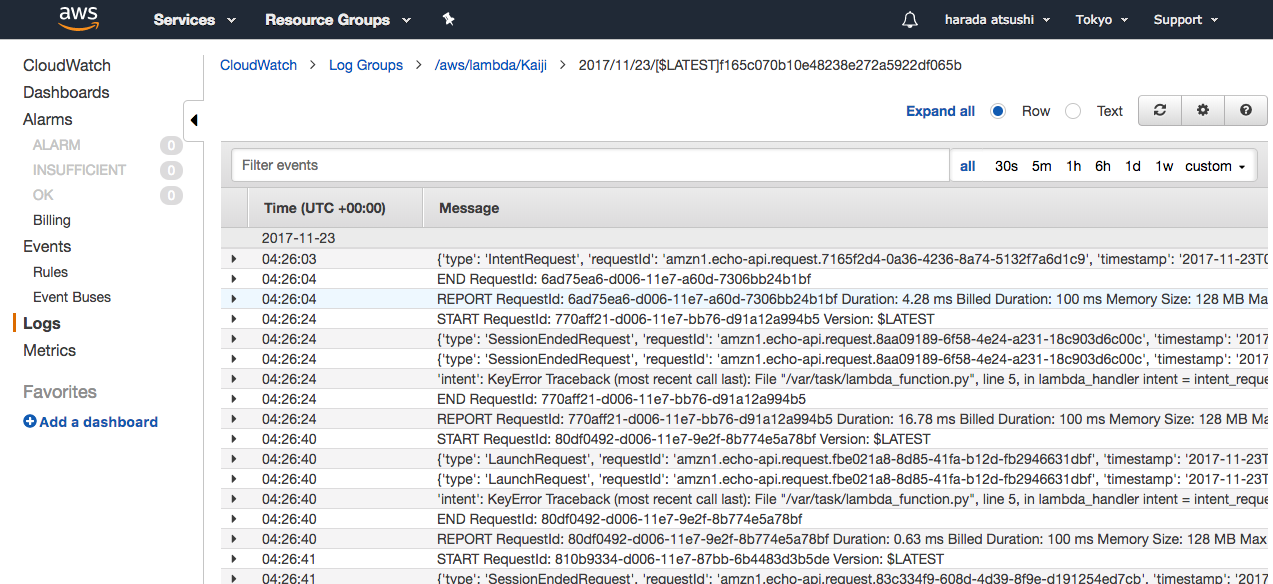 aws Services Resource Groups harada atsushi Tokyo Support
CloudWatch
Dashboards
Alarms
ALARM 0
INSUFFICIENT 0
OK 0
Billing
Events
Rules
Event Buses
Logs
Metrics
Favorites
Add a dashboard
CloudWatch > Log Groups > /aws/lambda/Kaiji > 2017/11/23/[$LATEST]f165c070b10e48238e272a5922df065b
Expand all Row Text
Filter events all 30s 5m 1h 6h 1d 1w custom
Time (UTC +00:00) Message
2017-11-23
04:26:03 {'type': 'IntentRequest', 'requestId': 'amzn1.echo-api.request.7165f2d4-0a36-4236-8a74-5132f7a6d1c9', 'timestamp': '2017-11-23T0
04:26:04 END RequestId: 6ad75ea6-d006-11e7-a60d-7306bb24b1bf
04:26:04 REPORT RequestId: 6ad75ea6-d006-11e7-a60d-7306bb24b1bf Duration: 4.28 ms Billed Duration: 100 ms Memory Size: 128 MB Ma
04:26:24 START RequestId: 770aff21-d006-11e7-bb76-d91a12a994b5 Version: $LATEST
04:26:24 {'type': 'SessionEndedRequest', 'requestId': 'amzn1.echo-api.request.8aa09189-6f58-4e24-a231-18c903d6c00c', 'timestamp': '2017
04:26:24 {'type': 'SessionEndedRequest', 'requestId': 'amzn1.echo-api.request.8aa09189-6f58-4e24-a231-18c903d6c00c', 'timestamp': '2017
04:26:24 'intent': KeyError Traceback (most recent call last): File "/var/task/lambda_function.py", line 5, in lambda_handler intent = intent_reque
04:26:24 END RequestId: 770aff21-d006-11e7-bb76-d91a12a994b5
04:26:24 REPORT RequestId: 770aff21-d006-11e7-bb76-d91a12a994b5 Duration: 16.78 ms Billed Duration: 100 ms Memory Size: 128 MB Ma
04:26:40 START RequestId: 80df0492-d006-11e7-9e2f-8b774e5a78bf Version: $LATEST
04:26:40 {'type': 'LaunchRequest', 'requestId': 'amzn1.echo-api.request.fbe021a8-8d85-41fa-b12d-fb2946631dbf', 'timestamp': '2017-11-23T
04:26:40 {'type': 'LaunchRequest', 'requestId': 'amzn1.echo-api.request.fbe021a8-8d85-41fa-b12d-fb2946631dbf', 'timestamp': '2017-11-23T
04:26:40 'intent': KeyError Traceback (most recent call last): File "/var/task/lambda_function.py", line 5, in lambda_handler intent = intent_reque
04:26:40 END RequestId: 80df0492-d006-11e7-9e2f-8b774e5a78bf
04:26:40 REPORT RequestId: 80df0492-d006-11e7-9e2f-8b774e5a78bf Duration: 0.63 ms Billed Duration: 100 ms Memory Size: 128 MB Max
04:26:41 START RequestId: 810b9334-d006-11e7-87bb-6b4483d3b5de Version: $LATEST
04:26:41 {'type': 'SessionEndedRequest', 'requestId': 'amzn1.echo-api.request.83c334f9-608d-4d39-8f9e-d191254ed7cb', 'timestamp': '2017